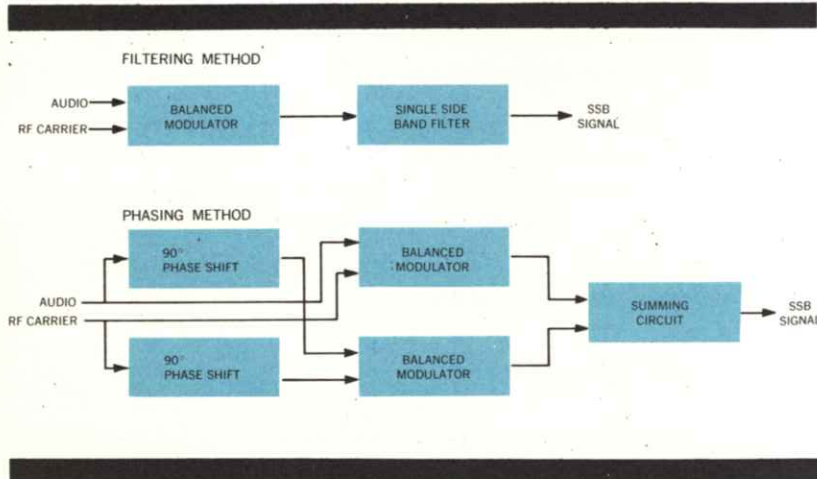 FILTERING METHOD
AUDIO
RF CARRIER
BALANCED
MODULATOR
SINGLE SIDE
BAND FILTER
SSB
SIGNAL
PHASING METHOD
90°
PHASE SHIFT
BALANCED
MODULATOR
AUDIO
RF CARRIER
SUMMING
CIRCUIT
SSB
SIGNAL
90°
PHASE SHIFT
BALANCED
MODULATOR